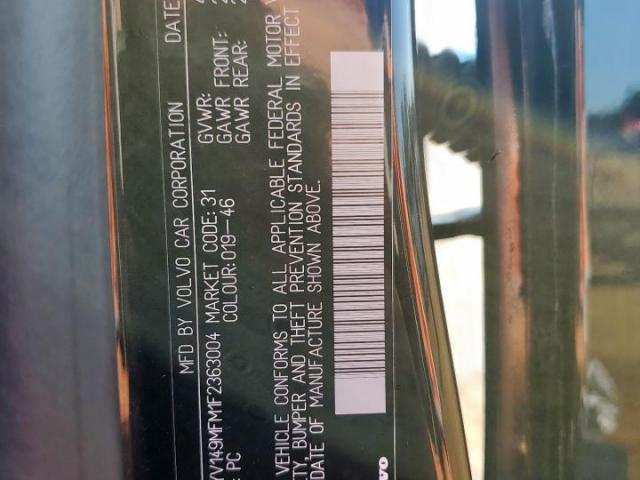 MFD BY VOLVO CAR CORPORATION DATE
YV149MFM1F2363004 MARKET CODE: 31 GVWR:
: PC COLOUR: 019-46 GAWR FRONT:
GAWR REAR:
VEHICLE CONFORMS TO ALL APPLICABLE FEDERAL MOTOR V
ETY, BUMPER AND THEFT PREVENTION STANDARDS IN EFFECT
DATE OF MANUFACTURE SHOWN ABOVE.